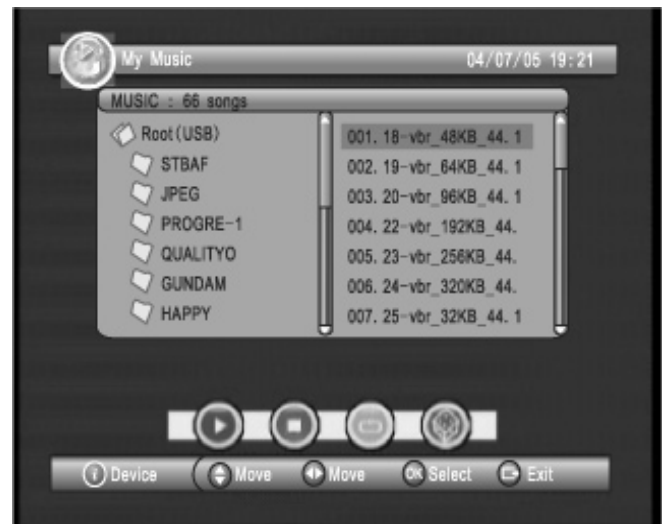 My Music 04/07/05 19:21
MUSIC : 66 songs
Root(USB)
STBAF
JPEG
PROGRE-1
QUALITYO
GUNDAM
HAPPY
001. 18-vbr_48KB_44. 1
002. 19-vbr_64KB_44. 1
003. 20-vbr_96KB_44. 1
004. 22-vbr_192KB_44.
005. 23-vbr_256KB_44.
006. 24-vbr_320KB_44.
007. 25-vbr_32KB_44. 1
i Device Move Move OK Select Exit